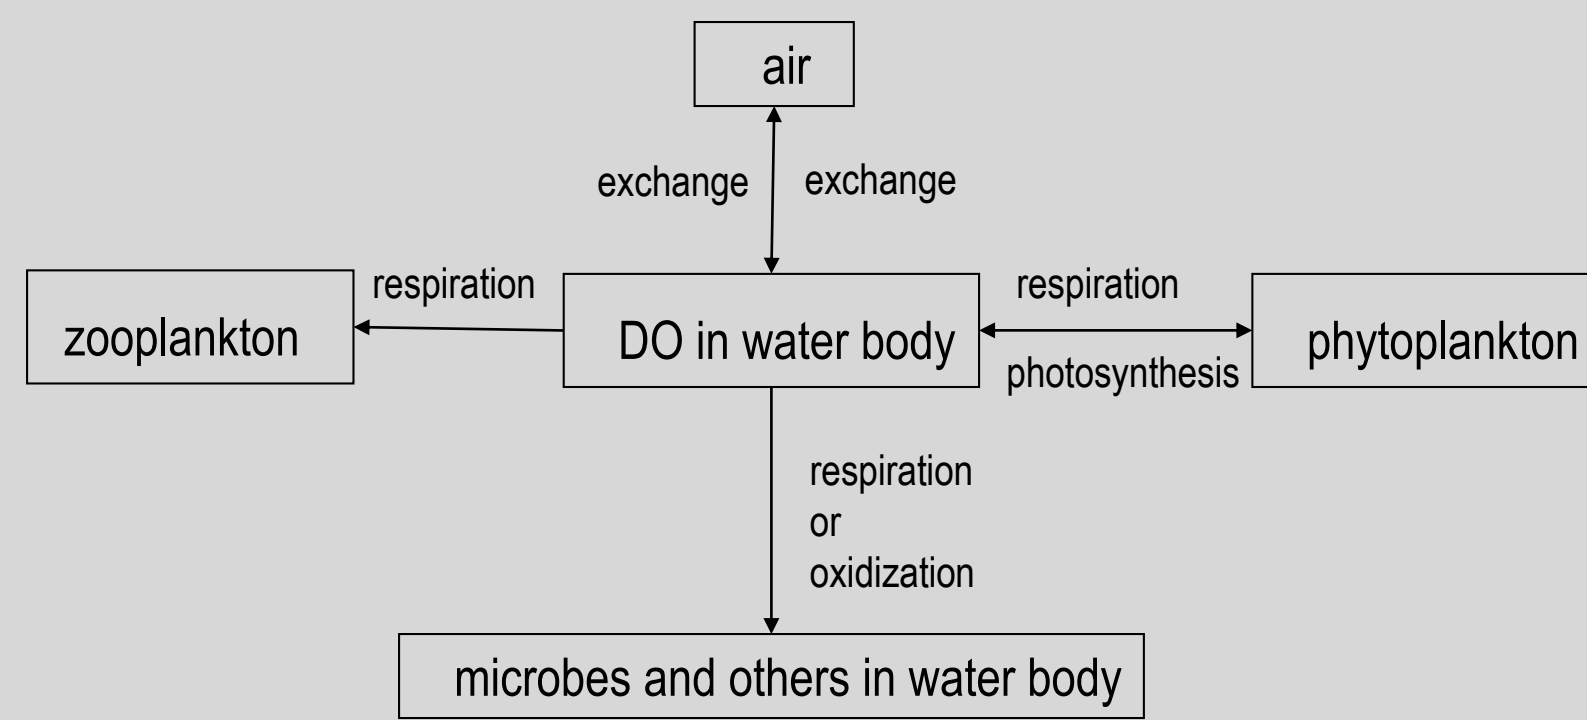 air
exchange
exchange
respiration
respiration
zooplankton
DO in water body
phytoplankton
photosynthesis
respiration
or
oxidization
microbes and others in water body